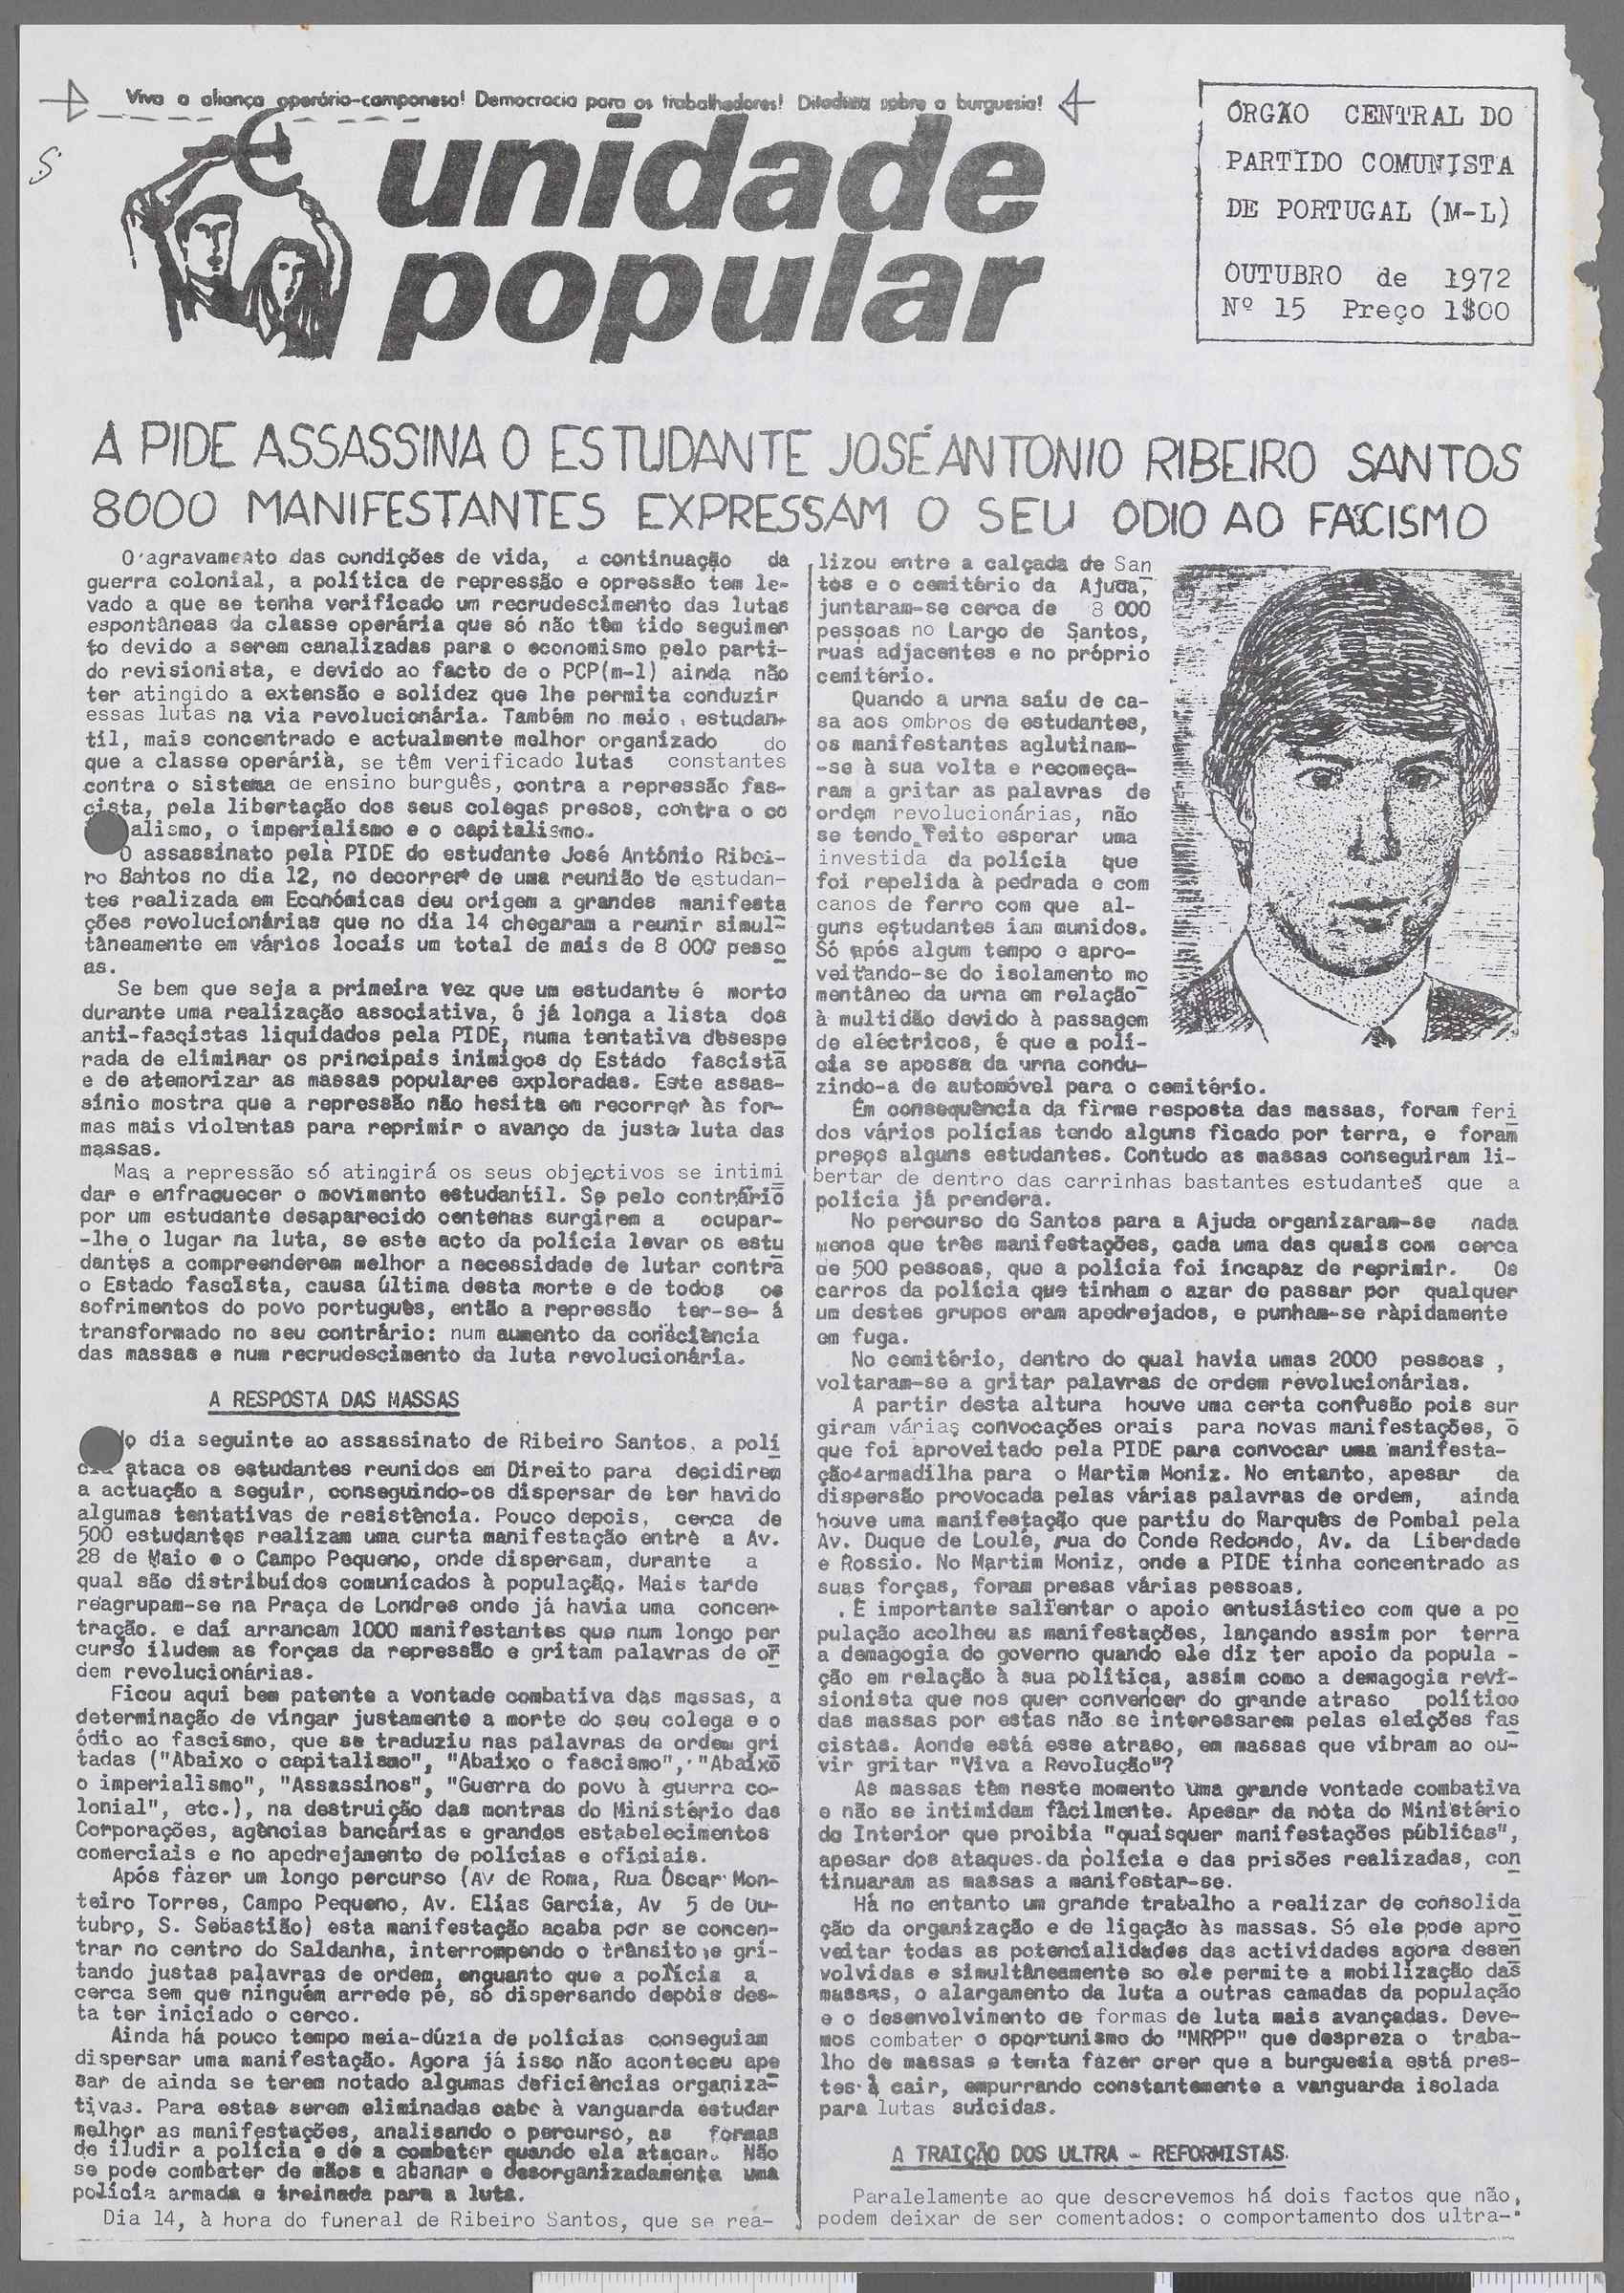 Viva a aliança operário-camponesa! Democracia para os trabalhadores! Ditadura sobre a burguesia!
unidade
popular
ORGÃO CENTRAL DO
PARTIDO COMUNISTA
DE PORTUGAL (M-L)
OUTUBRO de 1972
Nº 15 Preço 1$00
A PIDE ASSASSINA O ESTUDANTE JOSÉ ANTONIO RIBEIRO SANTOS
8000 MANIFESTANTES EXPRESSAM O SEU ODIO AO FASCISMO
O agravamento das condições de vida, a continuação da
guerra colonial, a política de repressão e opressão tem le-
vado a que se tenha verificado um recrudescimento das lutas
espontâneas da classe operária que só não têm tido seguimen
to devido a serem canalizadas para o economismo pelo parti-
do revisionista, e devido ao facto de o PCP(m-l) ainda não
ter atingido a extensão e solidez que lhe permita conduzir
essas lutas na via revolucionária. Também no meio estudan-
til, mais concentrado e actualmente melhor organizado do
que a classe operária, se têm verificado lutas constantes
contra o sistema de ensino burguês, contra a repressão fas-
cista, pela libertação dos seus colegas presos, contra o co
alismo, o imperialismo e o capitalismo.
O assassinato pela PIDE do estudante José António Ribei-
ro Santos no dia 12, no decorrer de uma reunião de estudan-
tes realizada em Económicas deu origem a grandes manifesta
ções revolucionárias que no dia 14 chegaram a reunir simul-
tâneamente em vários locais um total de mais de 8 000 pesso
as.
Se bem que seja a primeira vez que um estudante é morto
durante uma realização associativa, é já longa a lista dos
anti-fascistas liquidados pela PIDE, numa tentativa desespe
rada de eliminar os principais inimigos do Estado fascista
e de atemorizar as massas populares exploradas. Este assas-
sínio mostra que a repressão não hesita em recorrer às for-
mas mais violentas para reprimir o avanço da justa luta das
massas.
Mas a repressão só atingirá os seus objectivos se intimi
dar e enfraquecer o movimento estudantil. Se pelo contrário
por um estudante desaparecido centenas surgirem a ocupar-
-lhe o lugar na luta, se este acto da polícia levar os estu
dantes a compreenderem melhor a necessidade de lutar contra
o Estado fascista, causa última desta morte e de todos os
sofrimentos do povo português, então a repressão ter-se-á
transformado no seu contrário: num aumento da consciência
das massas e num recrudescimento da luta revolucionária.
A RESPOSTA DAS MASSAS
No dia seguinte ao assassinato de Ribeiro Santos, a polí
cia ataca os estudantes reunidos em Direito para decidirem
a actuação a seguir, conseguindo-os dispersar de ter havido
algumas tentativas de resistência. Pouco depois, cerca de
500 estudantes realizam uma curta manifestação entre a Av.
28 de Maio e o Campo Pequeno, onde dispersam, durante a
qual são distribuídos comunicados à população. Mais tarde
reagrupam-se na Praça de Londres onde já havia uma concen-
tração. e daí arrancam 1000 manifestantes que num longo per
curso iludem as forças da repressão e gritam palavras de or
dem revolucionárias.
Ficou aqui bem patente a vontade combativa das massas, a
determinação de vingar justamente a morte do seu colega e o
ódio ao fascismo, que se traduziu nas palavras de ordem gri
tadas ("Abaixo o capitalismo", "Abaixo o fascismo", "Abaixo
o imperialismo", "Assassinos", "Guerra do povo à guerra co-
lonial", etc.), na destruição das montras do Ministério das
Corporações, agências bancárias e grandes estabelecimentos
comerciais e no apedrejamento de polícias e oficiais.
Após fazer um longo percurso (Av de Roma, Rua Óscar Mon-
teiro Torres, Campo Pequeno, Av. Elias Garcia, Av 5 de Ou-
tubro, S. Sebastião) esta manifestação acaba por se concen-
trar no centro do Saldanha, interrompendo o trânsito e gri-
tando justas palavras de ordem, enquanto que a polícia a
cerca sem que ninguém arrede pé, só dispersando depois des-
ta ter iniciado o cerco.
Ainda há pouco tempo meia-dúzia de polícias conseguiam
dispersar uma manifestação. Agora já isso não aconteceu ape
sar de ainda se terem notado algumas deficiências organiza-
tivas. Para estas serem eliminadas cabe à vanguarda estudar
melhor as manifestações, analisando o percurso, as formas
de iludir a polícia e de a combater quando ela atacar. Não
se pode combater de mãos a abanar e desorganizadamente uma
polícia armada e treinada para a luta.
Dia 14, à hora do funeral de Ribeiro Santos, que se rea-
lizou entre a calçada de San
tos e o cemitério da Ajuda,
juntaram-se cerca de 8 000
pessoas no Largo de Santos,
ruas adjacentes e no próprio
cemitério.
Quando a urna saiu de ca-
sa aos ombros de estudantes,
os manifestantes aglutinam-
-se à sua volta e recomeça-
ram a gritar as palavras de
ordem revolucionárias, não
se tendo feito esperar uma
investida da polícia que
foi repelida à pedrada e com
canos de ferro com que al-
guns estudantes iam munidos.
Só após algum tempo e apro-
veitando-se do isolamento mo
mentâneo da urna em relação
à multidão devido à passagem
de eléctricos, é que a polí-
cia se apossa da urna condu-
zindo-a de automóvel para o cemitério.
Em consequência da firme resposta das massas, foram feri
dos vários polícias tendo alguns ficado por terra, e foram
presos alguns estudantes. Contudo as massas conseguiram li-
bertar de dentro das carrinhas bastantes estudantes que a
polícia já prendera.
No percurso de Santos para a Ajuda organizaram-se nada
menos que três manifestações, cada uma das quais com cerca
de 500 pessoas, que a polícia foi incapaz de reprimir. Os
carros da polícia que tinham o azar de passar por qualquer
um destes grupos eram apedrejados, e punham-se ràpidamente
em fuga.
No cemitério, dentro do qual havia umas 2000 pessoas ,
voltaram-se a gritar palavras de ordem revolucionárias.
A partir desta altura houve uma certa confusão pois sur
giram várias convocações orais para novas manifestações, o
que foi aproveitado pela PIDE para convocar uma manifesta-
ção-armadilha para o Martim Moniz. No entanto, apesar da
dispersão provocada pelas várias palavras de ordem, ainda
houve uma manifestação que partiu do Marquês de Pombal pela
Av. Duque de Loulé, rua do Conde Redondo, Av. da Liberdade
e Rossio. No Martim Moniz, onde a PIDE tinha concentrado as
suas forças, foram presas várias pessoas.
É importante salientar o apoio entusiástico com que a po
pulação acolheu as manifestações, lançando assim por terra
a demagogia do governo quando ele diz ter apoio da popula -
ção em relação à sua política, assim como a demagogia revi-
sionista que nos quer convencer do grande atraso político
das massas por estas não se interessarem pelas eleições fas
cistas. Aonde está esse atraso, em massas que vibram ao ou-
vir gritar "Viva a Revolução"?
As massas têm neste momento uma grande vontade combativa
e não se intimidam fàcilmente. Apesar da nota do Ministério
do Interior que proibia "quaisquer manifestações públicas",
apesar dos ataques da polícia e das prisões realizadas, con
tinuaram as massas a manifestar-se.
Há no entanto um grande trabalho a realizar de consolida
ção da organização e de ligação às massas. Só ele pode apro
veitar todas as potencialidades das actividades agora desen
volvidas e simultâneamente so ele permite a mobilização das
massas, o alargamento da luta a outras camadas da população
e o desenvolvimento de formas de luta mais avançadas. Deve-
mos combater o oportunismo do "MRPP" que despreza o traba-
lho de massas e tenta fazer crer que a burguesia está pres-
tes à cair, empurrando constantemente a vanguarda isolada
para lutas suicidas.
A TRAIÇÃO DOS ULTRA - REFORMISTAS
Paralelamente ao que descrevemos há dois factos que não
podem deixar de ser comentados: o comportamento dos ultra-